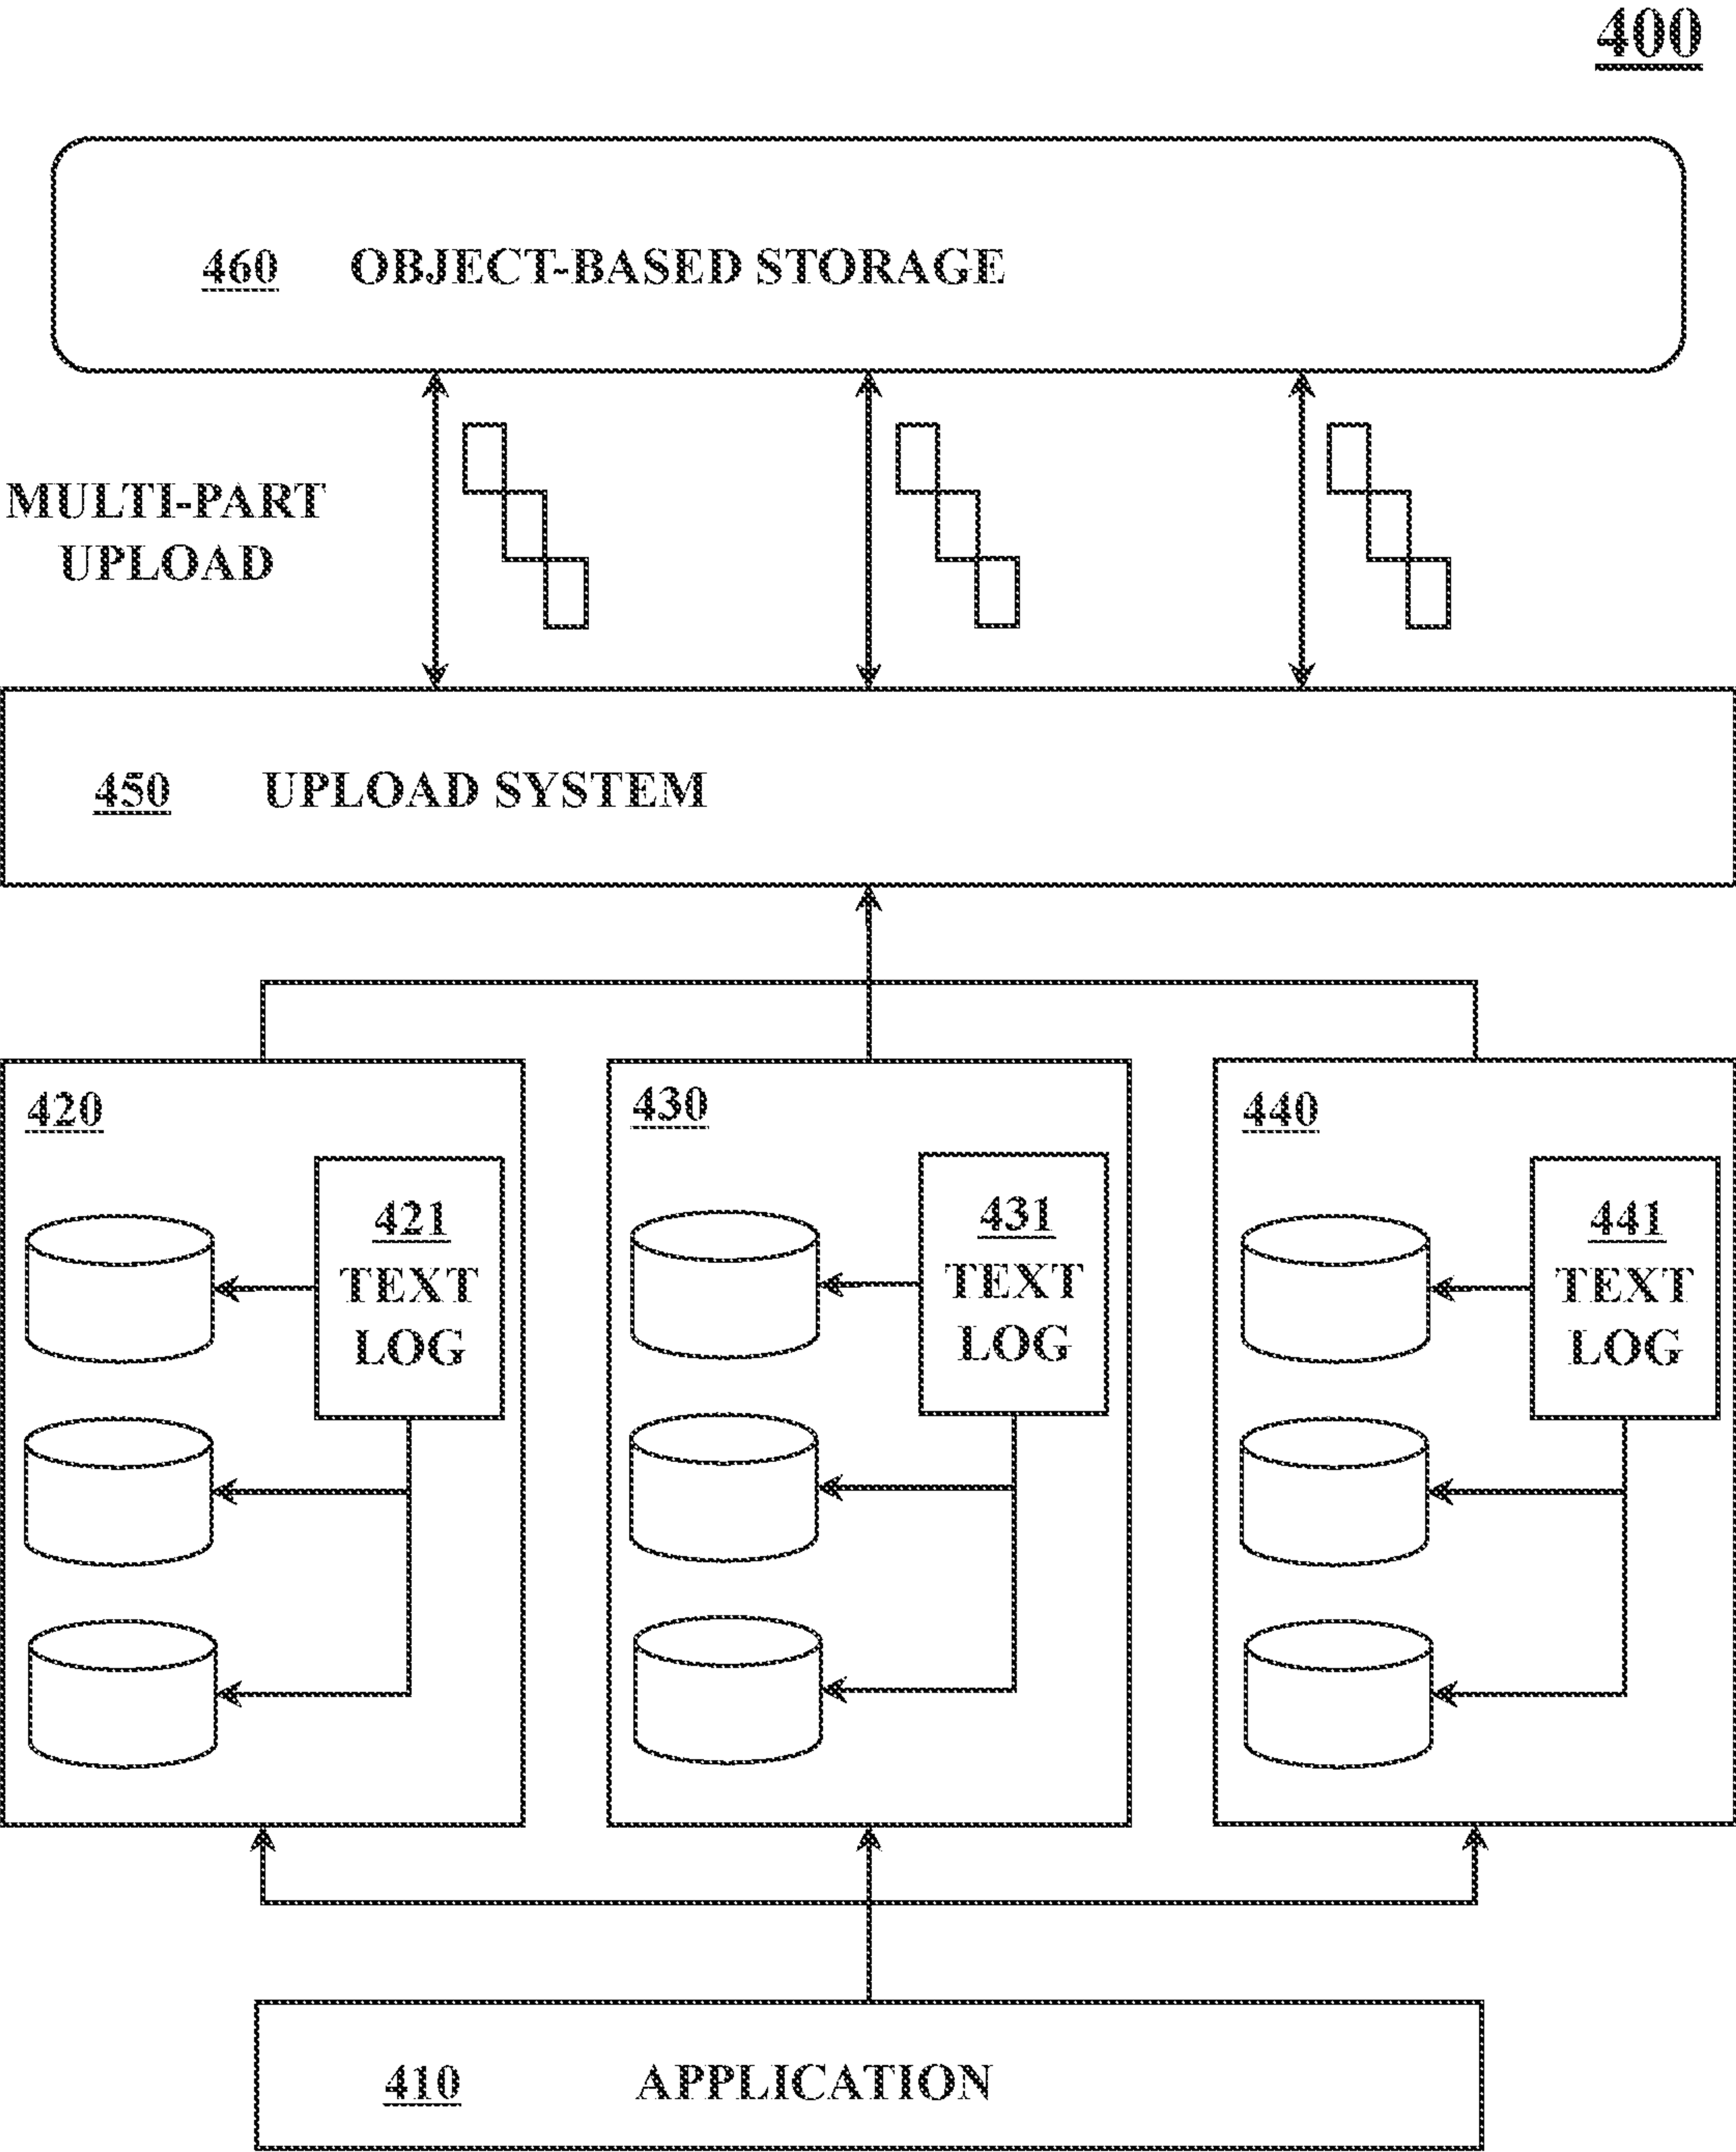 400
460 OBJECT-BASED STORAGE
MULTI-PART
UPLOAD
450 UPLOAD SYSTEM
420
421
TEXT
LOG
430
431
TEXT
LOG
440
441
TEXT
LOG
410 APPLICATION